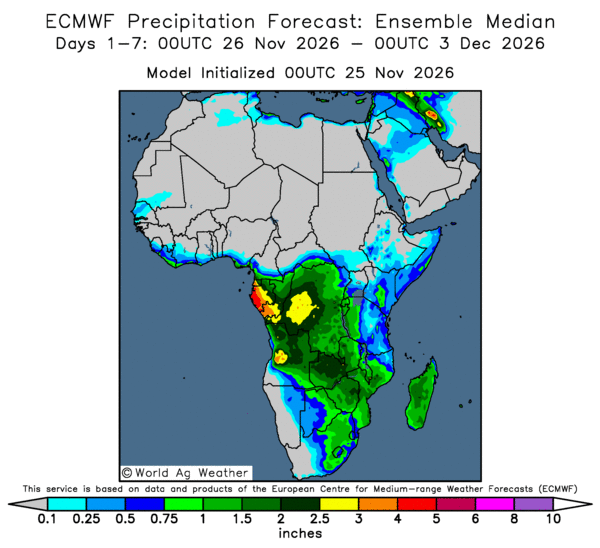 ECMWF Precipitation Forecast: Ensemble Median
Days 1-7: 00UTC 26 Nov 2026 - 00UTC 3 Dec 2026
Model Initialized 00UTC 25 Nov 2026
© World Ag Weather
This service is based on data and products of the European Centre for Medium-range Weather Forecasts (ECMWF)
0.1 0.25 0.5 0.75 1 1.5 2 2.5 3 4 5 6 8 10
inches